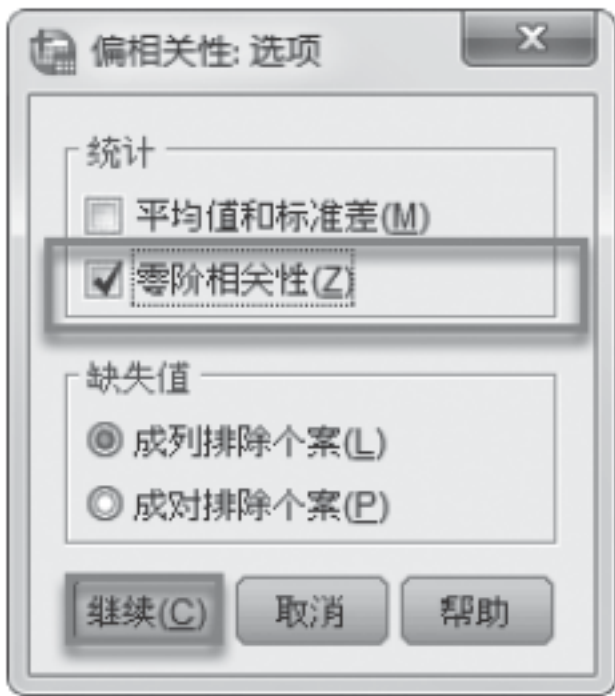 偏相关性: 选项
统计
平均值和标准差(M)
零阶相关性(Z)
缺失值
成列排除个案(L)
成对排除个案(P)
继续(C) 取消 帮助